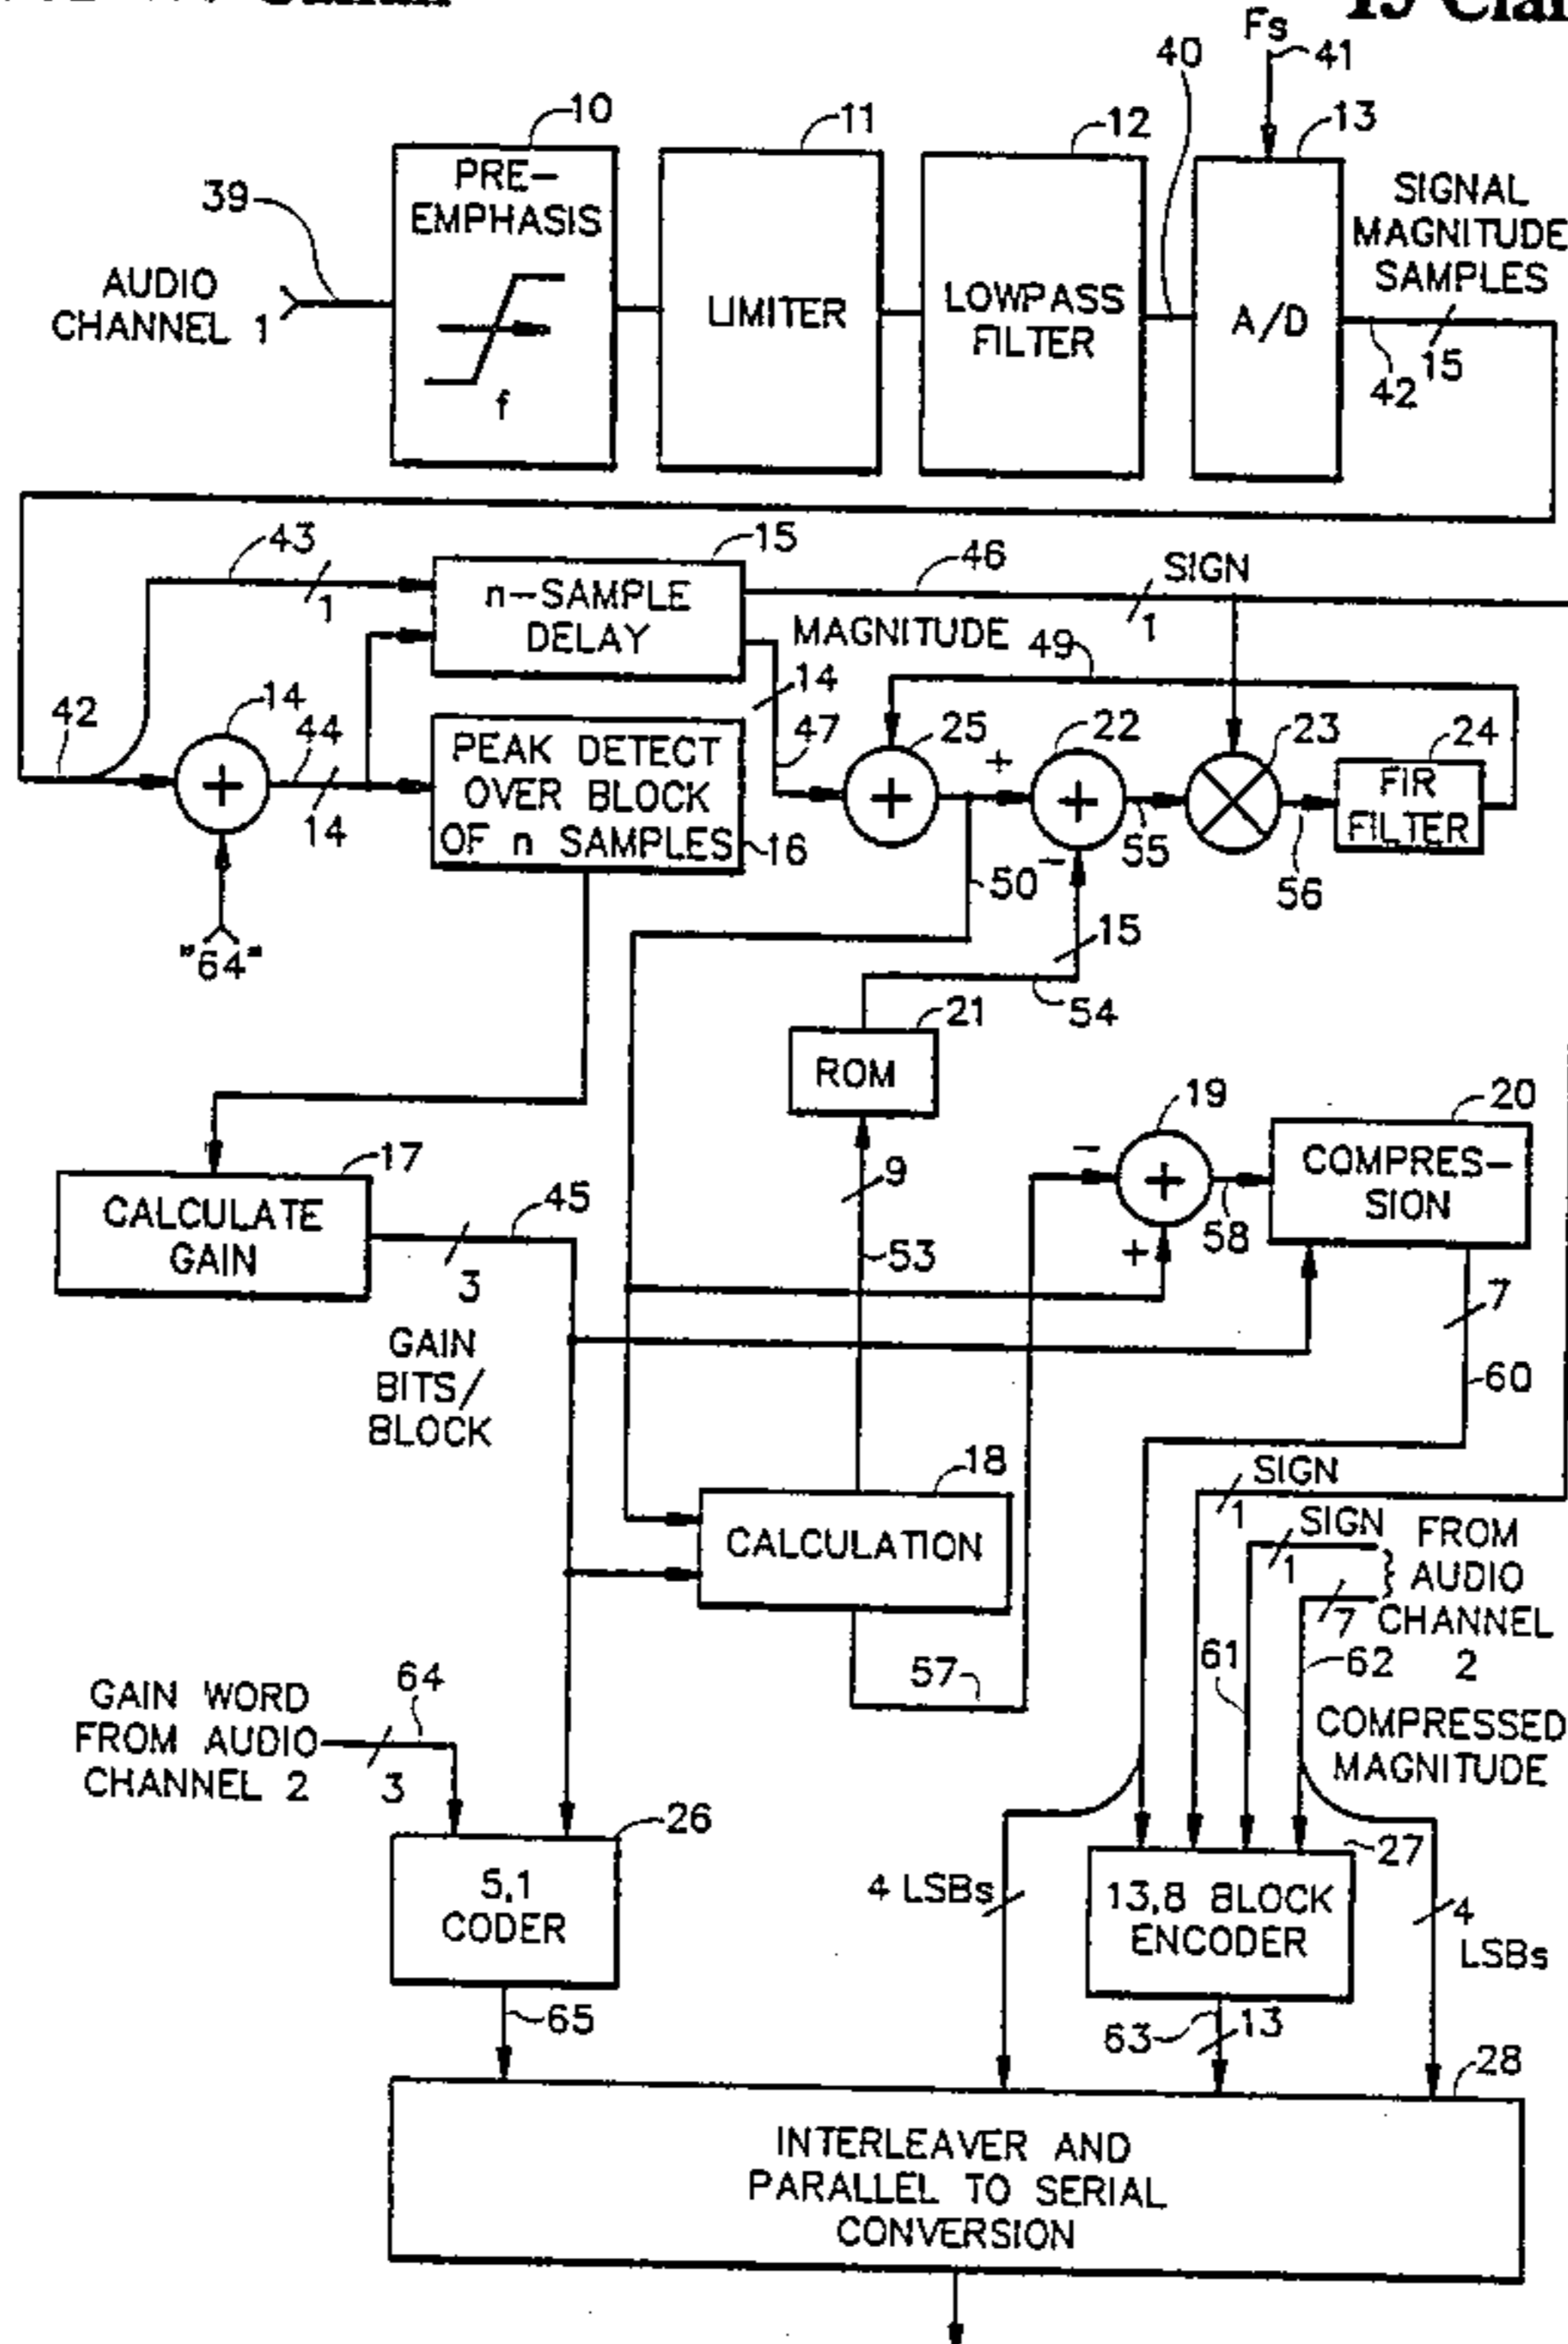 15 Clai
Fs
41
40
10
11
12
13
PRE-
EMPHASIS
f
LIMITER
LOWPASS
FILTER
A/D
SIGNAL
MAGNITUDE
SAMPLES
15
42
39
AUDIO
CHANNEL 1
43
1
15
n-SAMPLE
DELAY
46
SIGN
1
MAGNITUDE
49
14
47
42
14
+
44
14
"64"
PEAK DETECT
OVER BLOCK
OF n SAMPLES
16
25
+
+
22
+
-
55
23
56
24
FIR
FILTER
50
15
54
21
ROM
9
53
17
CALCULATE
GAIN
45
3
GAIN
BITS/
BLOCK
19
-
+
+
58
20
COMPRES-
SION
7
60
18
CALCULATION
57
SIGN
1
SIGN
1
7
FROM
AUDIO
CHANNEL
2
61
62
COMPRESSED
MAGNITUDE
GAIN WORD
FROM AUDIO
CHANNEL 2
64
3
26
5,1
CODER
65
4 LSBs
27
13,8 BLOCK
ENCODER
63
13
4
LSBs
28
INTERLEAVER AND
PARALLEL TO SERIAL
CONVERSION